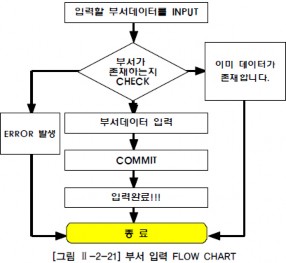 입력할 부서데이터를 INPUT
부서가
존재하는지
CHECK
이미 데이터가
존재합니다.
ERROR 발생
부서데이터 입력
COMMIT
입력완료!!!
종 료
[그림 Ⅱ-2-21] 부서 입력 FLOW CHART